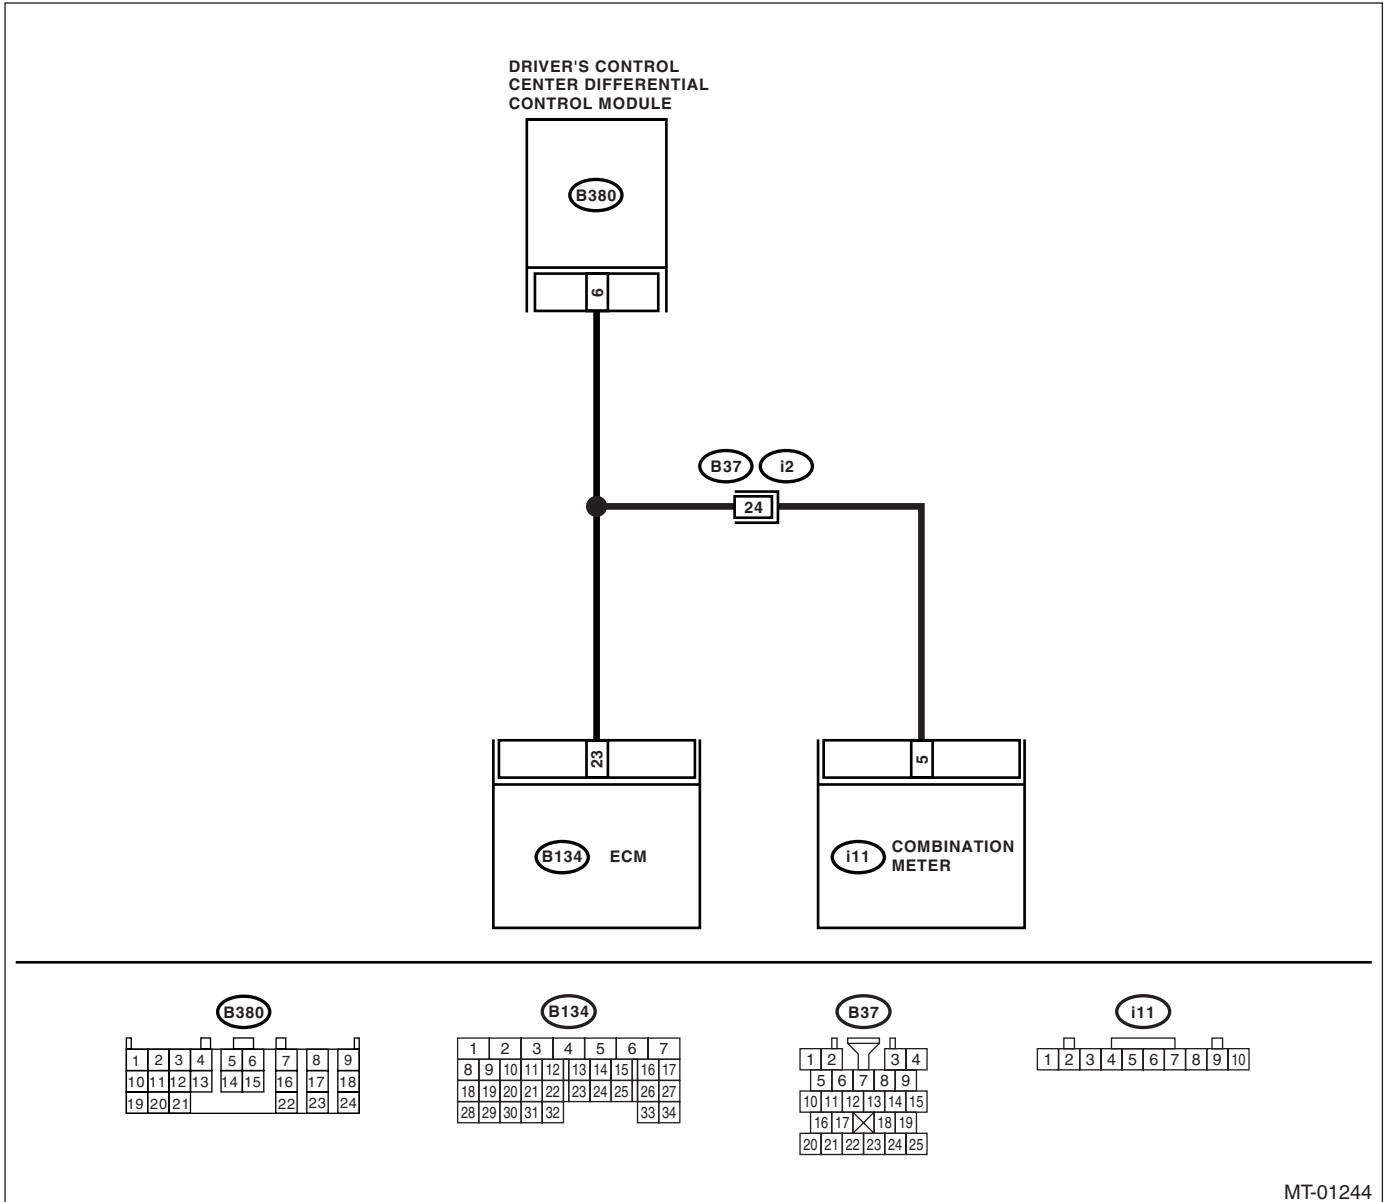 DRIVER'S CONTROL
CENTER DIFFERENTIAL
CONTROL MODULE
B380
6
B37 i2
24
23
5
B134 ECM
i11 COMBINATION
METER
B380
1 2 3 4 5 6 7 8 9
10 11 12 13 14 15 16 17 18
19 20 21 22 23 24
B134
1 2 3 4 5 6 7
8 9 10 11 12 13 14 15 16 17
18 19 20 21 22 23 24 25 26 27
28 29 30 31 32 33 34
B37
1 2 3 4
5 6 7 8 9
10 11 12 13 14 15
16 17 18 19
20 21 22 23 24 25
i11
1 2 3 4 5 6 7 8 9 10
MT-01244